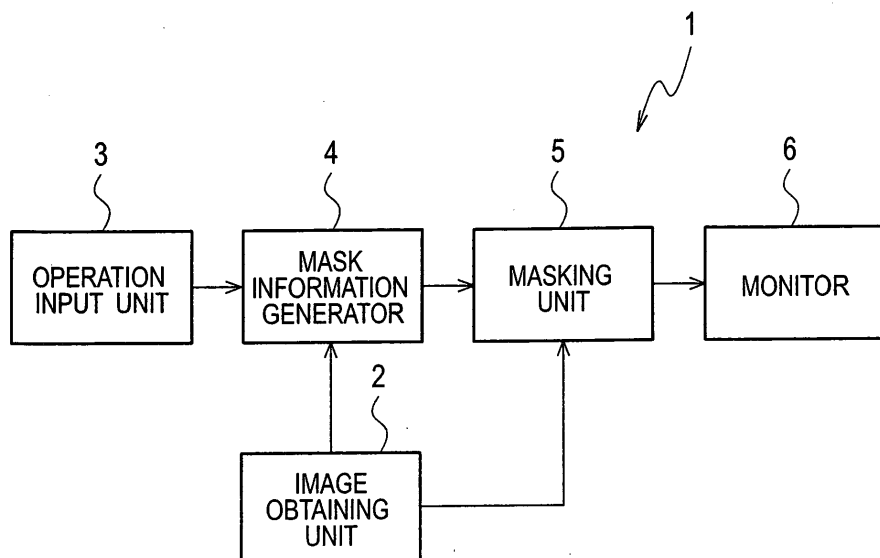 1
3
4
5
6
OPERATION
INPUT UNIT
MASK
INFORMATION
GENERATOR
MASKING
UNIT
MONITOR
2
IMAGE
OBTAINING
UNIT